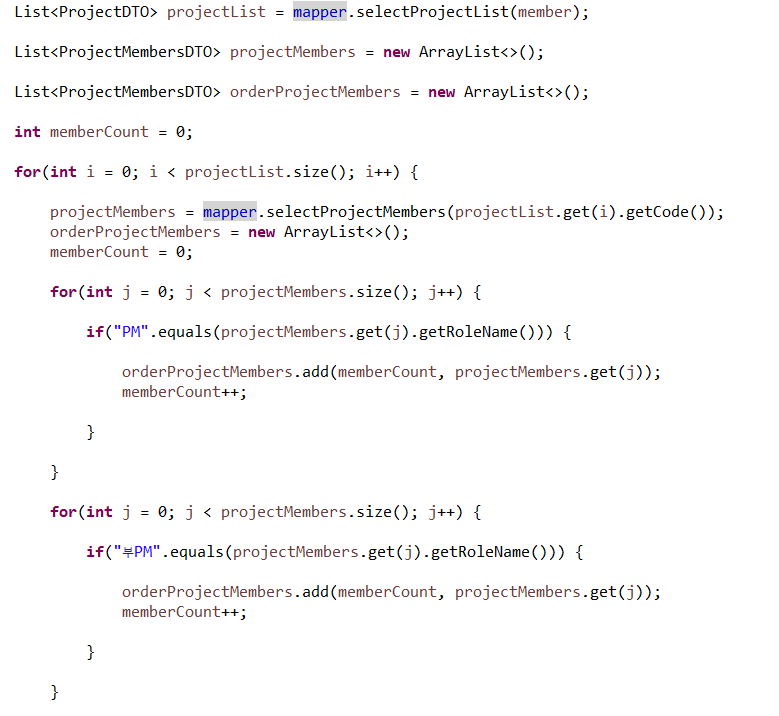 List<ProjectDTO> projectList = mapper.selectProjectList(member);
List<ProjectMembersDTO> projectMembers = new ArrayList<>();
List<ProjectMembersDTO> orderProjectMembers = new ArrayList<>();
int memberCount = 0;
for(int i = 0; i < projectList.size(); i++) {
projectMembers = mapper.selectProjectMembers(projectList.get(i).getCode());
orderProjectMembers = new ArrayList<>();
memberCount = 0;
for(int j = 0; j < projectMembers.size(); j++) {
if("PM".equals(projectMembers.get(j).getRoleName())) {
orderProjectMembers.add(memberCount, projectMembers.get(j));
memberCount++;
}
}
for(int j = 0; j < projectMembers.size(); j++) {
if("부PM".equals(projectMembers.get(j).getRoleName())) {
orderProjectMembers.add(memberCount, projectMembers.get(j));
memberCount++;
}
}